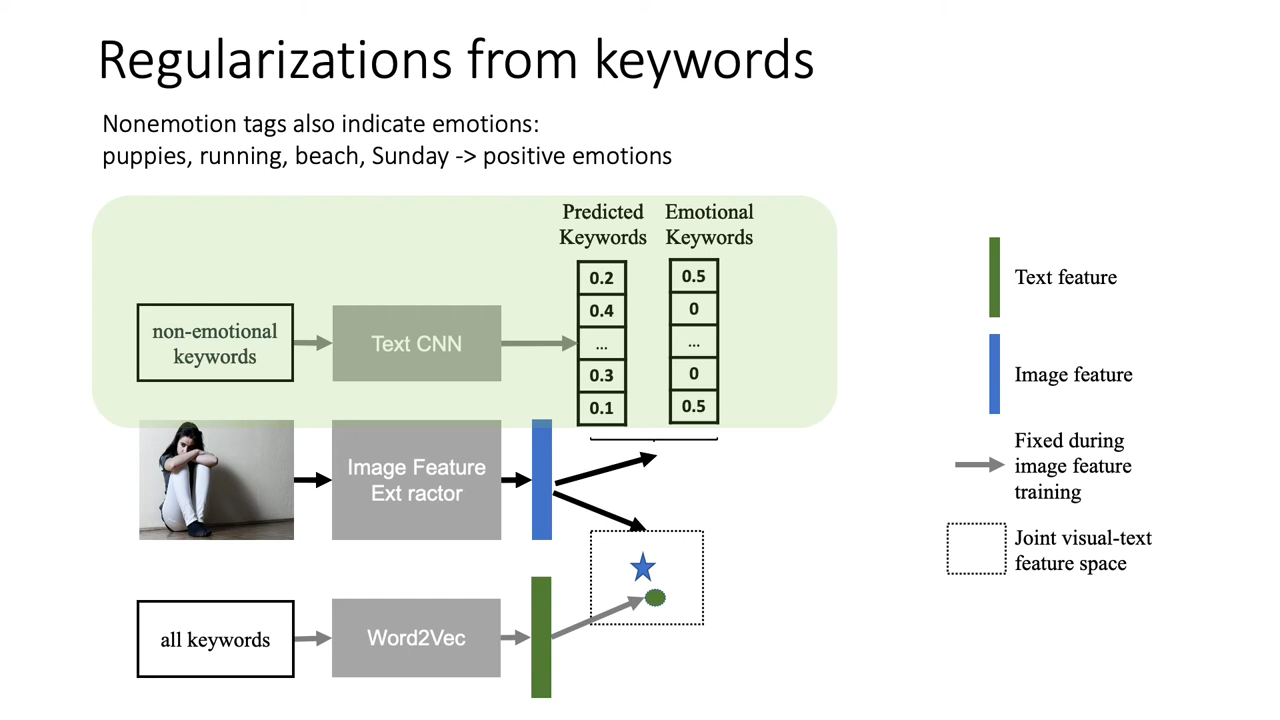 Regularizations from keywords
Nonemotion tags also indicate emotions:
puppies, running, beach, Sunday -> positive emotions
Predicted
Keywords
Emotional
Keywords
0.2
0.4
...
0.3
0.1
0.5
0
...
0
0.5
non-emotional
keywords
Text CNN
Image Feature
Ext ractor
all keywords
Word2Vec
Text feature
Image feature
Fixed during
image feature
training
Joint visual-text
feature space